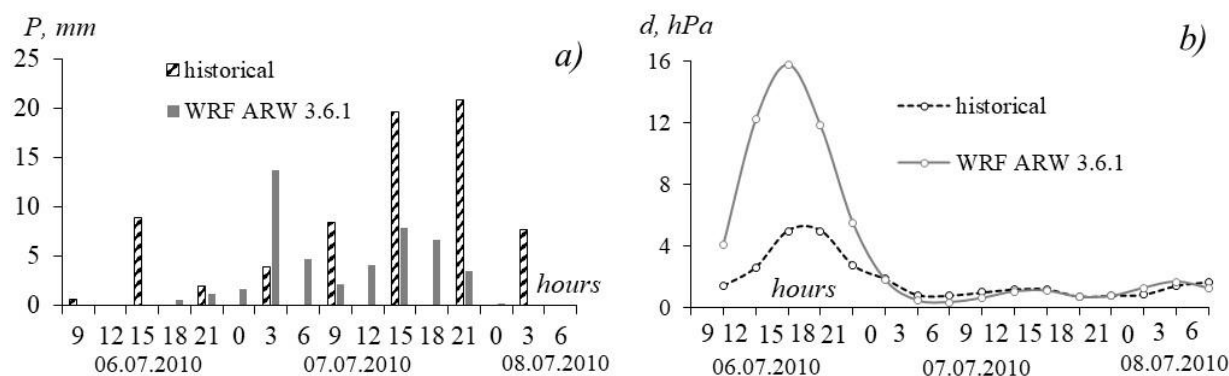 P, mm
a)
25
20
15
10
5
0
historical
WRF ARW 3.6.1
hours
9 12 15 18 21 0 3 6 9 12 15 18 21 0 3 6
06.07.2010 07.07.2010 08.07.2010
d, hPa
b)
16
12
8
4
0
historical
WRF ARW 3.6.1
hours
9 12 15 18 21 0 3 6 9 12 15 18 21 0 3 6
06.07.2010 07.07.2010 08.07.2010